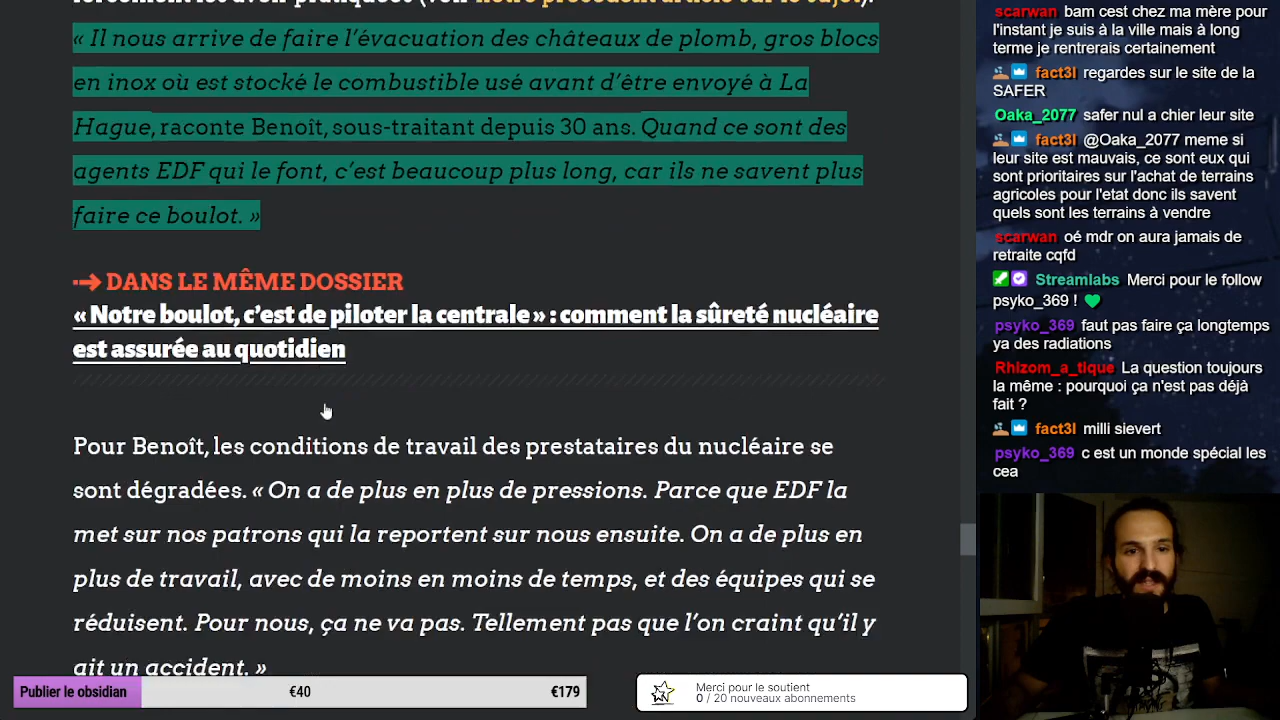 forcément les avoir pratiquées (voir notre précédent article sur le sujet).
« Il nous arrive de faire l’évacuation des châteaux de plomb, gros blocs
en inox où est stocké le combustible usé avant d’être envoyé à La
Hague, raconte Benoît, sous-traitant depuis 30 ans. Quand ce sont des
agents EDF qui le font, c’est beaucoup plus long, car ils ne savent plus
faire ce boulot. »
DANS LE MÊME DOSSIER
« Notre boulot, c’est de piloter la centrale » : comment la sûreté nucléaire
est assurée au quotidien
Pour Benoît, les conditions de travail des prestataires du nucléaire se
sont dégradées. « On a de plus en plus de pressions. Parce que EDF la
met sur nos patrons qui la reportent sur nous ensuite. On a de plus en
plus de travail, avec de moins en moins de temps, et des équipes qui se
réduisent. Pour nous, ça ne va pas. Tellement pas que l’on craint qu’il y
ait un accident. »
Publier le obsidian €40 €179
Merci pour le soutient
0 / 20 nouveaux abonnements
scarwan bam cest chez ma mère pour
l'instant je suis à la ville mais à long
terme je rentrerais certainement
fact3l regardes sur le site de la
SAFER
Oaka_2077 safer nul a chier leur site
fact3l @Oaka_2077 meme si
leur site est mauvais, ce sont eux qui
sont prioritaires sur l'achat de terrains
agricoles pour l'etat donc ils savent
quels sont les terrains à vendre
scarwan oé mdr on aura jamais de
retraite cqfd
Streamlabs Merci pour le follow
psyko_369 !
psyko_369 faut pas faire ça longtemps
ya des radiations
Rhizom_a_tique La question toujours
la même : pourquoi ça n'est pas déjà
fait ?
fact3l milli sievert
psyko_369 c est un monde spécial les
cea